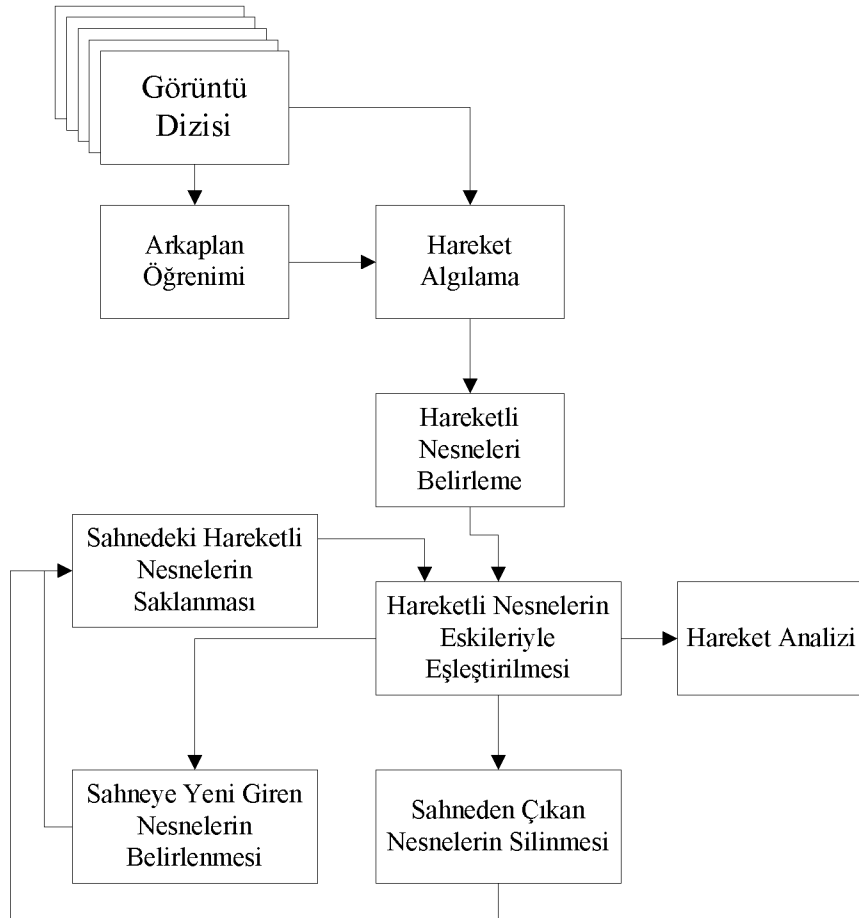 Görüntü
Dizisi
Arkaplan
Öğrenimi
Hareket
Algılama
Hareketli
Nesneleri
Belirleme
Sahnedeki Hareketli
Nesnelerin
Saklanması
Hareketli Nesnelerin
Eskileriyle
Eşleştirilmesi
Hareket Analizi
Sahneye Yeni Giren
Nesnelerin
Belirlenmesi
Sahneden Çıkan
Nesnelerin Silinmesi